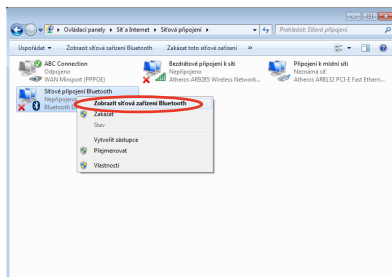 Ovládací panely ▸ Síť a Internet ▸ Síťová připojení ▸
Prohledat: Síťová připojení
Uspořádat Zobrazit síťová zařízení Bluetooth Zakázat toto síťové zařízení »
ABC Connection
Odpojeno
WAN Miniport (PPPOE)
Bezdrátové připojení k síti
Nepřipojeno
Atheros AR9285 Wireless Network...
Připojení k místní síti
Neznámá síť
Atheros AR8132 PCI-E Fast Ethern...
Síťové připojení Bluetooth
Nepřipojeno
Bluetooth D
Zobrazit síťová zařízení Bluetooth
Zakázat
Stav
Vytvořit zástupce
Přejmenovat
Vlastnosti